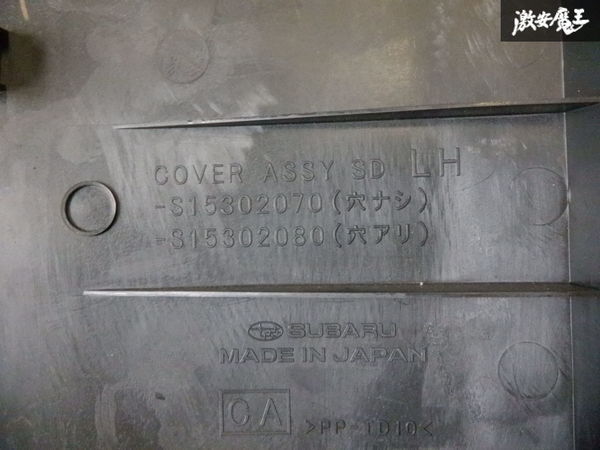 激安魔王
COVER ASSY SD LH
-S15302070(穴ナシ)
-S15302080(穴アリ)
SUBARU
MADE IN JAPAN
CA
>PP-TD10<